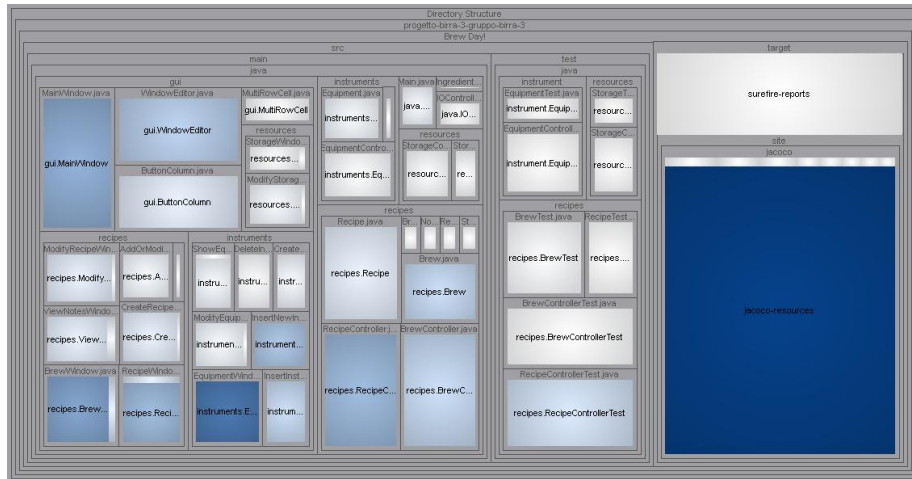 Directory Structure
progetto-birra-3-gruppo-birra-3
Brew Day!
src
main
java
gui
MainWindow.java
gui.MainWindow
WindowEditor.java
gui.WindowEditor
ButtonColumn.java
gui.ButtonColumn
MultiRowCell.java
gui.MultiRowCell
resources
StorageWindo...
resources...
ModifyStorag...
resources....
recipes
ModifyRecipeWin...
recipes.Modify...
AddOrModi...
recipes.A...
ViewNotesWindo...
recipes.View...
CreateRecipe...
recipes.Cre...
BrewWindow.java
recipes.Brew...
RecipeWindo...
recipes.Reci...
instruments
ShowEq...
instru...
DeleteIn...
instru...
Create...
instr...
ModifyEquip...
instrumen...
InsertNewIn...
instrument...
EquipmentWind...
instruments.E...
InsertInst...
instrum...
instruments
Equipment.java
instruments...
EquipmentContro...
instruments.Eq...
Main.java
java....
Ingredient...
IOControll...
java.IO...
resources
StorageCo...
resourc...
Stor...
re...
recipes
Recipe.java
recipes.Recipe
Br...
No...
Re...
St...
Brew.java
recipes.Brew
RecipeController.j...
recipes.RecipeC...
BrewController.java
recipes.BrewC...
test
java
instrument
EquipmentTest.java
instrument.Equip...
EquipmentControll...
instrument.Equip...
resources
StorageT...
resourc...
StorageC...
resourc...
recipes
BrewTest.java
recipes.BrewTest
RecipeTest...
recipes....
BrewControllerTest.java
recipes.BrewControllerTest
RecipeControllerTest.java
recipes.RecipeControllerTest
target
surefire-reports
site
jacoco
jacoco-resources